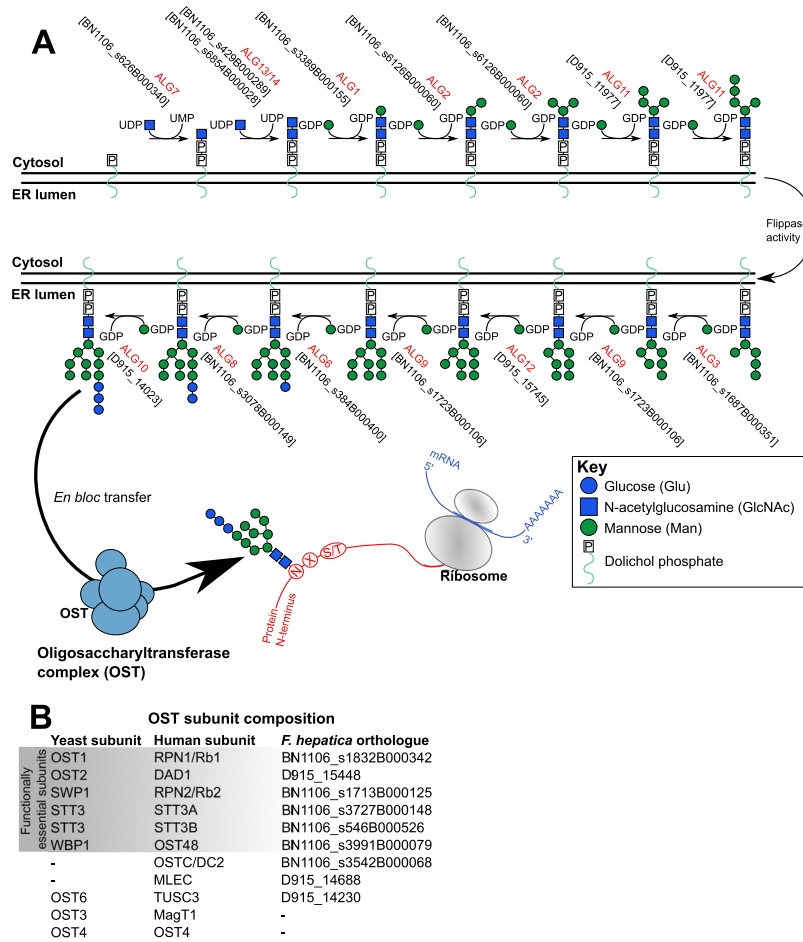 A
[BN1106_s626B000340]
ALG7
[BN1106_s429B000289]
[BN1106_s6854B000028]
ALG13/14
[BN1106_s3389B000155]
ALG1
[BN1106_s6126B000060]
ALG2
[BN1106_s6126B000060]
ALG2
[D915_11977]
ALG11
[D915_11977]
ALG11
UDP UMP UDP UDP GDP GDP GDP GDP GDP GDP GDP GDP GDP GDP
P P P P P P P P P P P P P P P
Cytosol
ER lumen
Flippase
activity
Cytosol
ER lumen
P P P P P P P P P P P P P P P P
GDP GDP GDP GDP GDP GDP GDP
GDP GDP GDP GDP GDP GDP GDP
ALG10
[D915_14023]
ALG8
[BN1106_s3078B000149]
ALG6
[BN1106_s384B000400]
ALG9
[BN1106_s1723B000106]
ALG12
[D915_15745]
ALG9
[BN1106_s1723B000106]
ALG3
[BN1106_s1687B000351]
En bloc transfer
OST
Oligosaccharyltransferase
complex (OST)
N X S/T
Protein
N-terminus
mRNA
5'
3'
AAAAAAA
Ribosome
Key
Glucose (Glu)
N-acetylglucosamine (GlcNAc)
Mannose (Man)
P
Dolichol phosphate
B
OST subunit composition
Yeast subunit Human subunit F. hepatica orthologue
Functionally
essential subunits
OST1 RPN1/Rb1 BN1106_s1832B000342
OST2 DAD1 D915_15448
SWP1 RPN2/Rb2 BN1106_s1713B000125
STT3 STT3A BN1106_s3727B000148
STT3 STT3B BN1106_s546B000526
WBP1 OST48 BN1106_s3991B000079
- OSTC/DC2 BN1106_s3542B000068
- MLEC D915_14688
OST6 TUSC3 D915_14230
OST3 MagT1 -
OST4 OST4 -